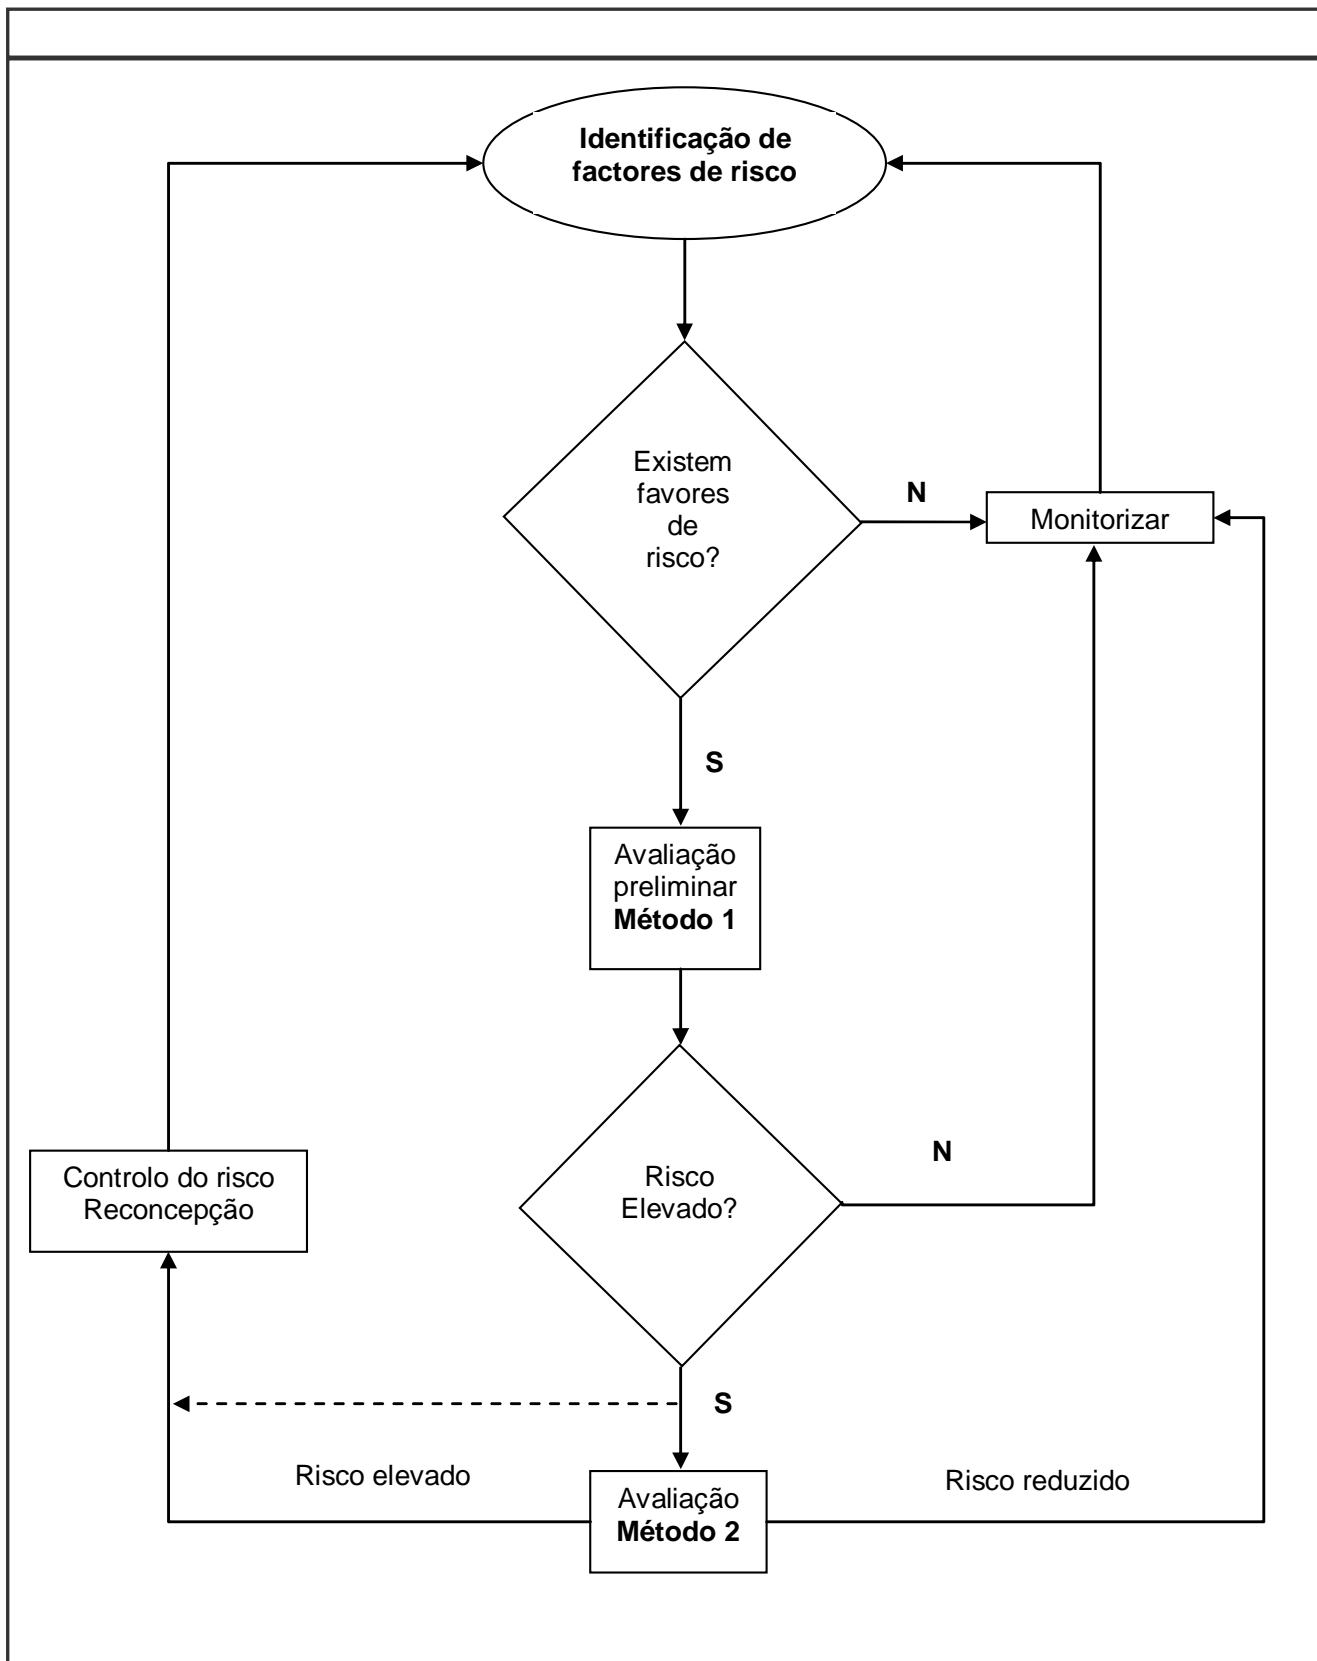 Identificação de
factores de risco
Existem
favores
de
risco?
N
Monitorizar
S
Avaliação
preliminar
Método 1
Controlo do risco
Reconcepção
Risco
Elevado?
N
S
Risco elevado
Avaliação
Método 2
Risco reduzido